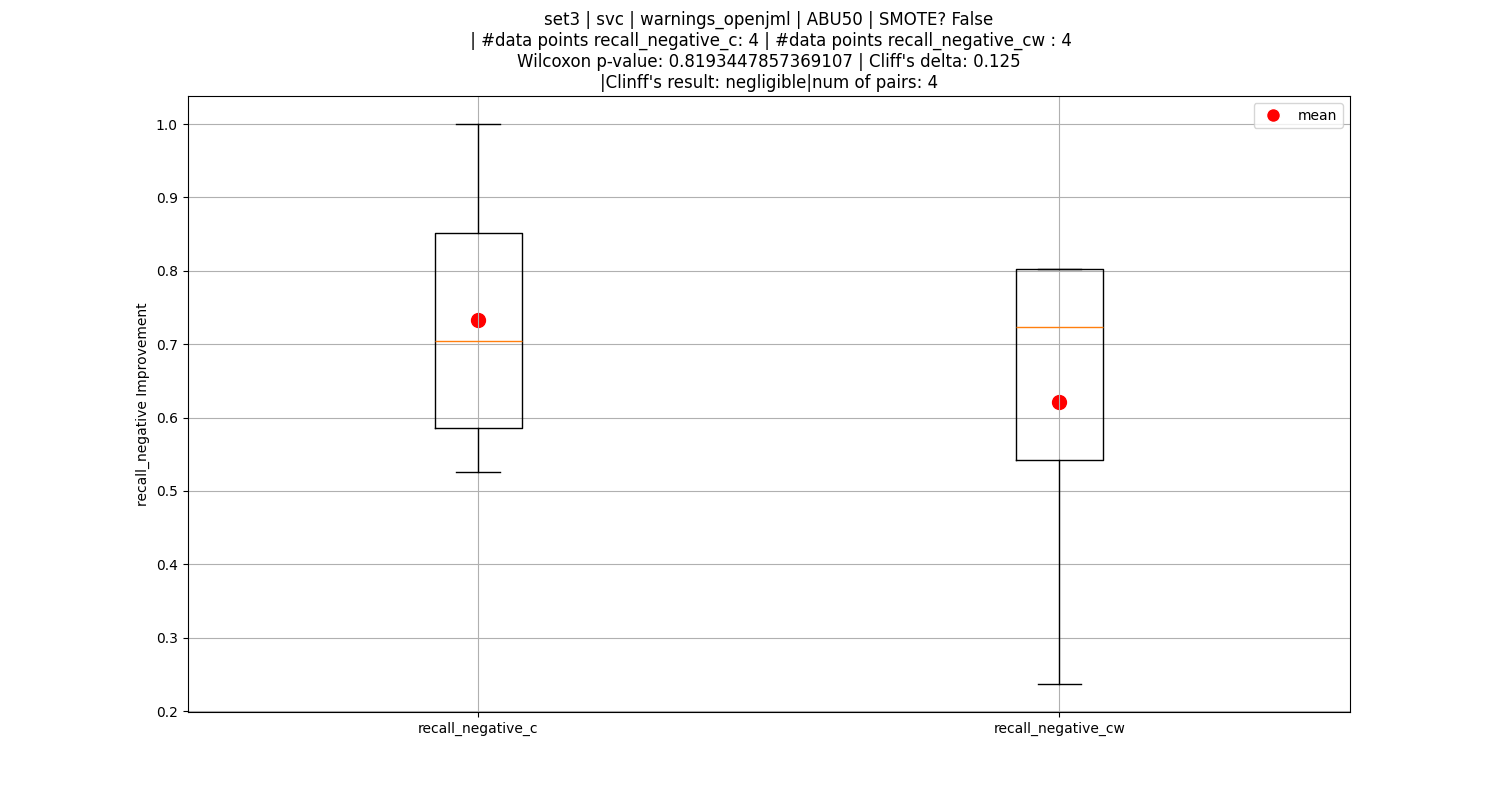 set3 | svc | warnings_openjml | ABU50 | SMOTE? False
| #data points recall_negative_c: 4 | #data points recall_negative_cw : 4
Wilcoxon p-value: 0.8193447857369107 | Cliff's delta: 0.125
|Clinff's result: negligible|num of pairs: 4
mean
1.0
0.9
0.8
0.7
0.6
0.5
0.4
0.3
0.2
recall_negative Improvement
recall_negative_c
recall_negative_cw